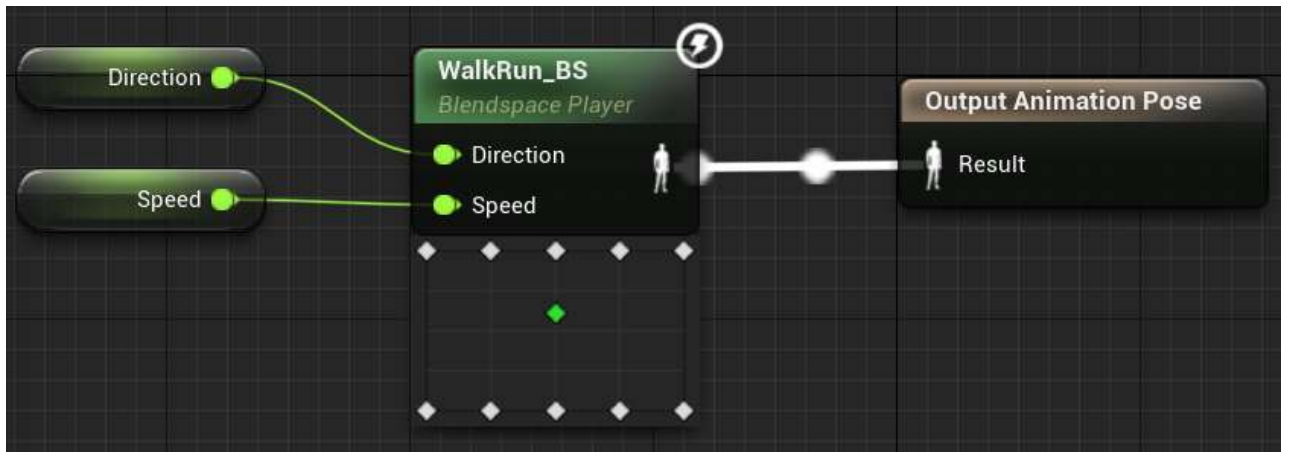 Direction
Speed
WalkRun_BS
Blendspace Player
Direction
Speed
Output Animation Pose
Result